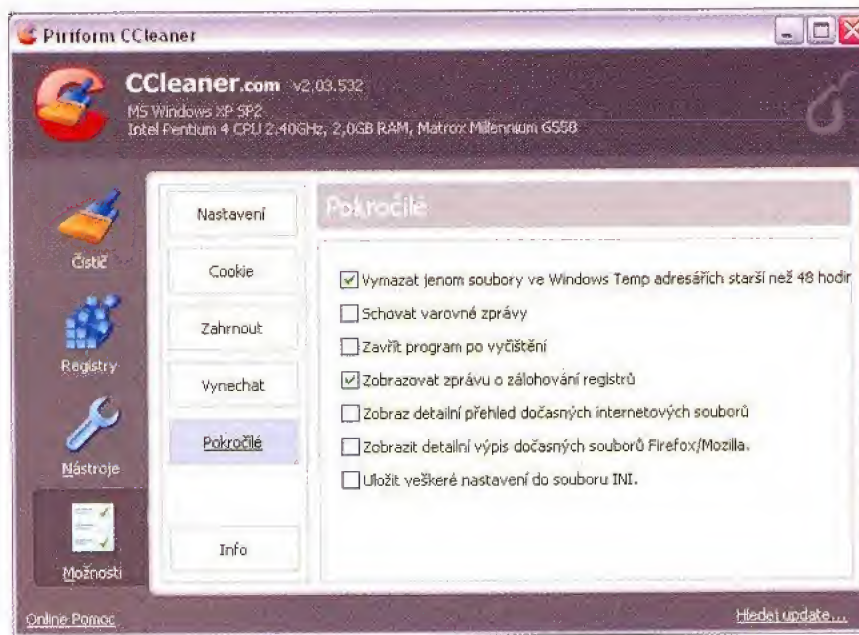 Piriform CCleaner
CCleaner.com v2.03.532
MS Windows XP SP2
Intel Pentium 4 CPU 2.40GHz, 2,0GB RAM, Matrox Millennium G550
Čistič
Registry
Nástroje
Možnosti
Nastavení
Cookie
Zahrnout
Vynechat
Pokročilé
Info
Pokročilé
Vymazat jenom soubory ve Windows Temp adresářích starší než 48 hodin
Schovat varovné zprávy
Zavřít program po vyčištění
Zobrazovat zprávu o zálohování registrů
Zobraz detailní přehled dočasných internetových souborů
Zobrazit detailní výpis dočasných souborů Firefox/Mozilla.
Uložit veškeré nastavení do souboru INI.
Online Pomoc
Hledej update...